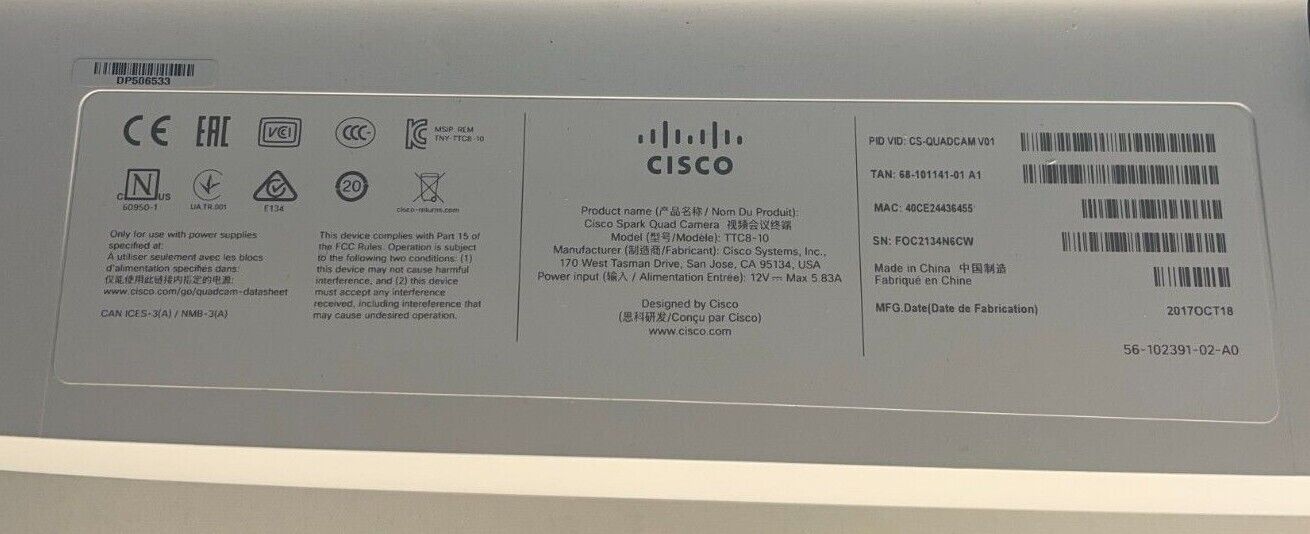 DP506533
CE EAC VCI CCC
MSIP REM
TNY-TTC8-10
C N US
60950-1
UA.TR.001
E134
20
cisco-returns.com
Only for use with power supplies
specified at:
À utiliser seulement avec les blocs
d'alimentation spécifiés dans:
仅能使用此链接内指定的电源:
www.cisco.com/go/quadcam-datasheet
CAN ICES-3(A) / NMB-3(A)
This device complies with Part 15 of
the FCC Rules. Operation is subject
to the following two conditions: (1)
this device may not cause harmful
interference, and (2) this device
must accept any interference
received, including interference that
may cause undesired operation.
CISCO
Product name (产品名称 / Nom Du Produit):
Cisco Spark Quad Camera 视频会议终端
Model (型号/Modèle): TTC8-10
Manufacturer (制造商/Fabricant): Cisco Systems, Inc.,
170 West Tasman Drive, San Jose, CA 95134, USA
Power input (输入 / Alimentation Entrée): 12V⎓ Max 5.83A
Designed by Cisco
(思科研发/Conçu par Cisco)
www.cisco.com
PID VID: CS-QUADCAM V01
TAN: 68-101141-01 A1
MAC: 40CE24436455
SN: FOC2134N6CW
Made in China 中国制造
Fabriqué en Chine
MFG.Date(Date de Fabrication)
2017OCT18
56-102391-02-A0